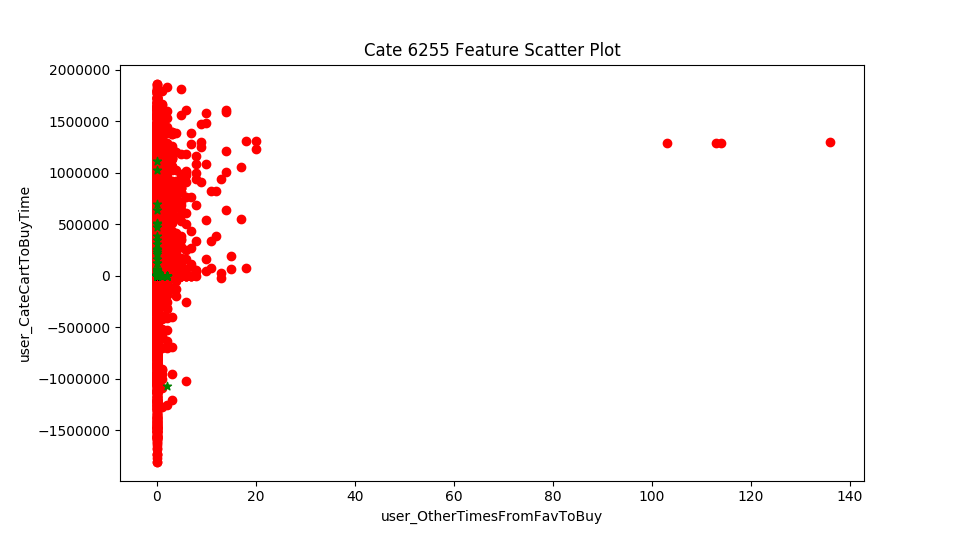 Cate 6255 Feature Scatter Plot
2000000
1500000
1000000
500000
0
−500000
−1000000
−1500000
user_CateCartToBuyTime
0 20 40 60 80 100 120 140
user_OtherTimesFromFavToBuy